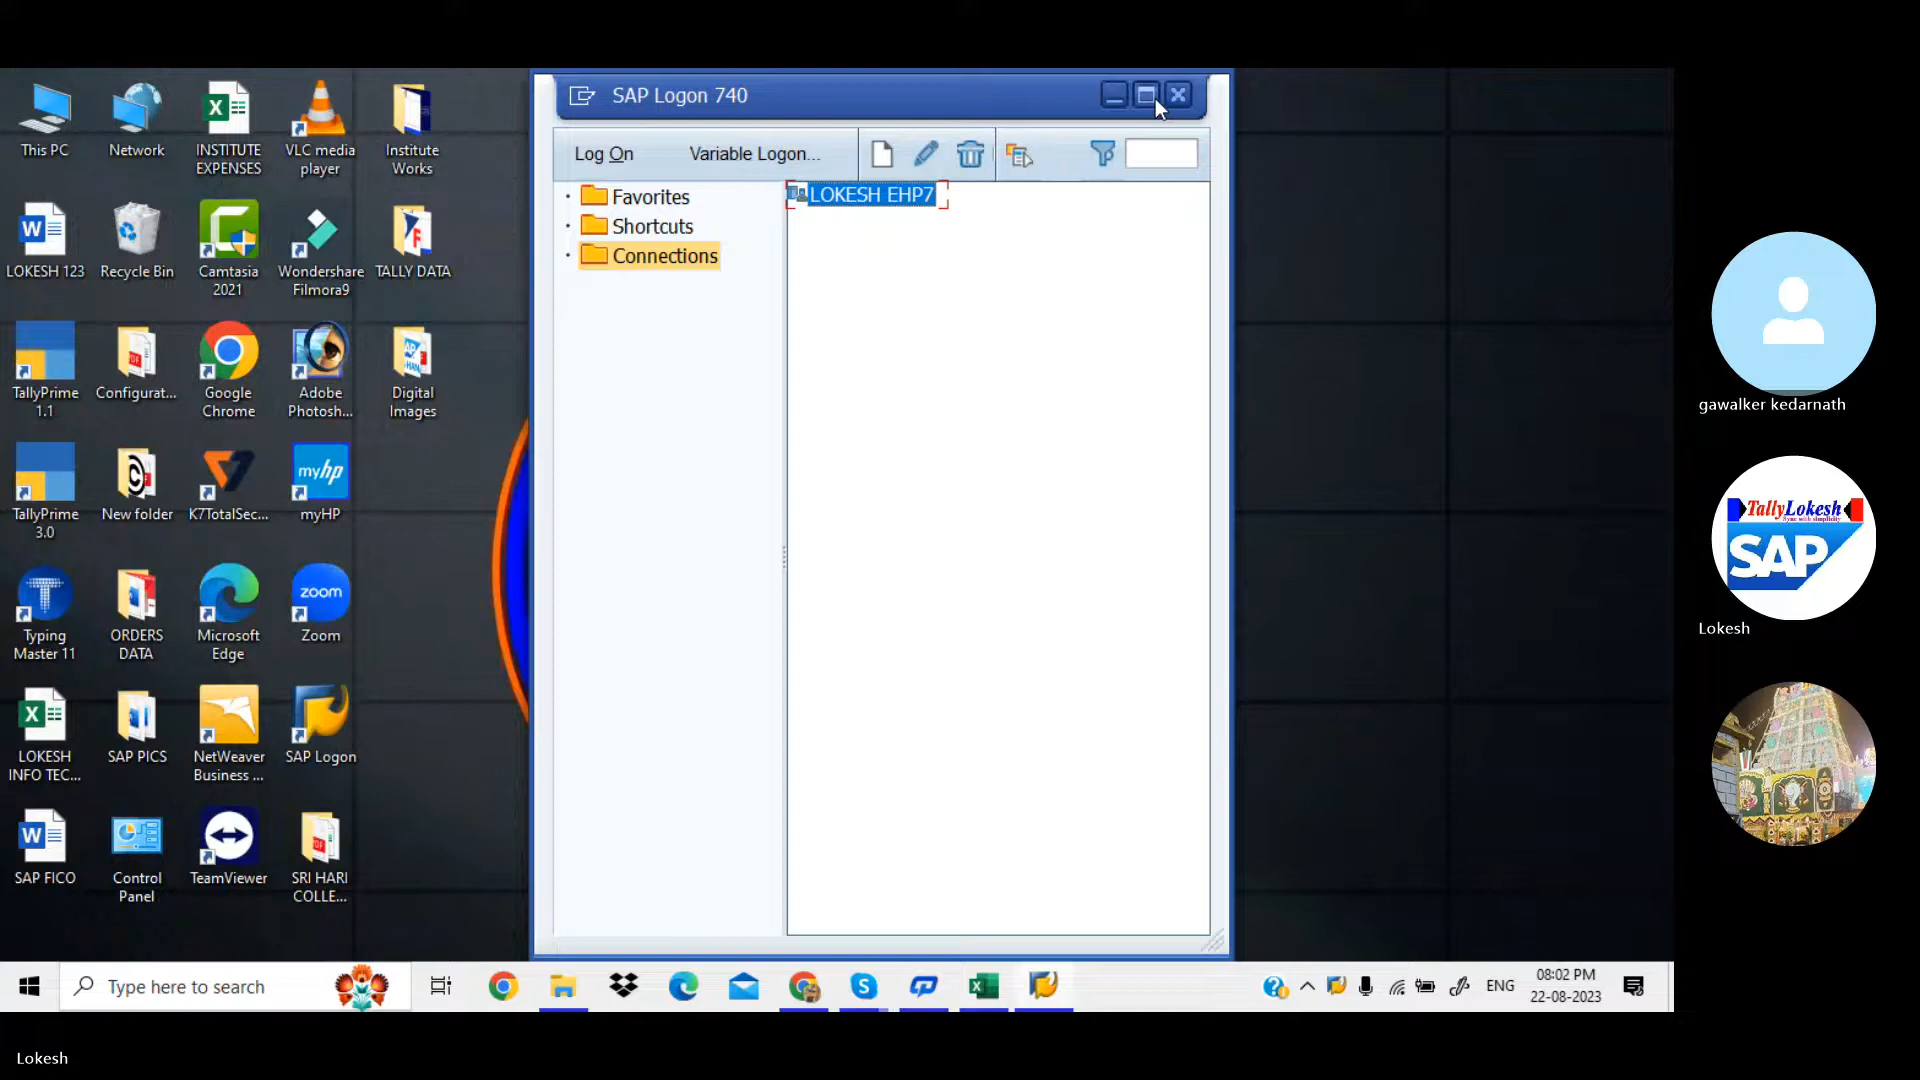 SAP Logon 740
Log On
Variable Logon...
Favorites
Shortcuts
Connections
LOKESH EHP7
This PC
Network
INSTITUTE
EXPENSES
VLC media
player
Institute
Works
LOKESH 123
Recycle Bin
Camtasia
2021
Wondershare
Filmora9
TALLY DATA
TallyPrime
1.1
Configurat...
Google
Chrome
Adobe
Photosh...
Digital
Images
TallyPrime
3.0
New folder
K7TotalSec...
myhp
myHP
Typing
Master 11
ORDERS
DATA
Microsoft
Edge
zoom
Zoom
LOKESH
INFO TEC...
SAP PICS
NetWeaver
Business ...
SAP Logon
SAP FICO
Control
Panel
TeamViewer
SRI HARI
COLLE...
Type here to search
ENG
08:02 PM
22-08-2023
gawalker kedarnath
TallyLokesh
Sync with simplicity
SAP
Lokesh
Lokesh